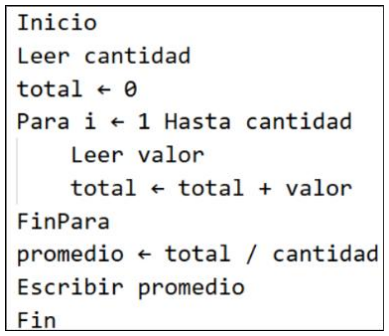 Inicio
Leer cantidad
total ← 0
Para i ← 1 Hasta cantidad
    Leer valor
    total ← total + valor
FinPara
promedio ← total / cantidad
Escribir promedio
Fin